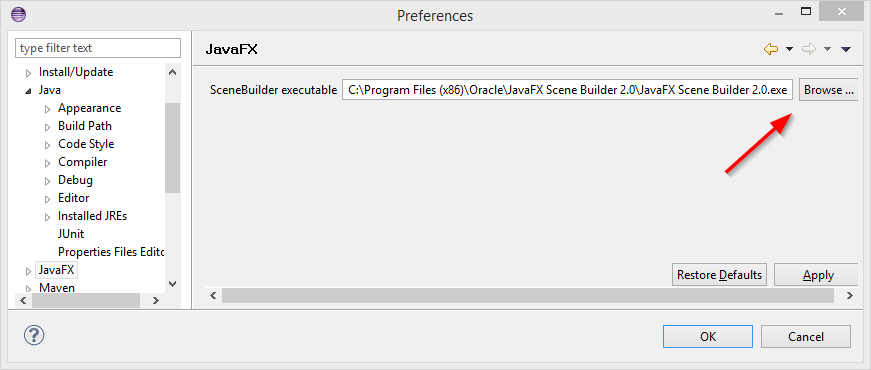 Preferences
type filter text
Install/Update
Java
Appearance
Build Path
Code Style
Compiler
Debug
Editor
Installed JREs
JUnit
Properties Files Edito
JavaFX
Maven
JavaFX
SceneBuilder executable C:\Program Files (x86)\Oracle\JavaFX Scene Builder 2.0\JavaFX Scene Builder 2.0.exe Browse ...
Restore Defaults Apply
? OK Cancel